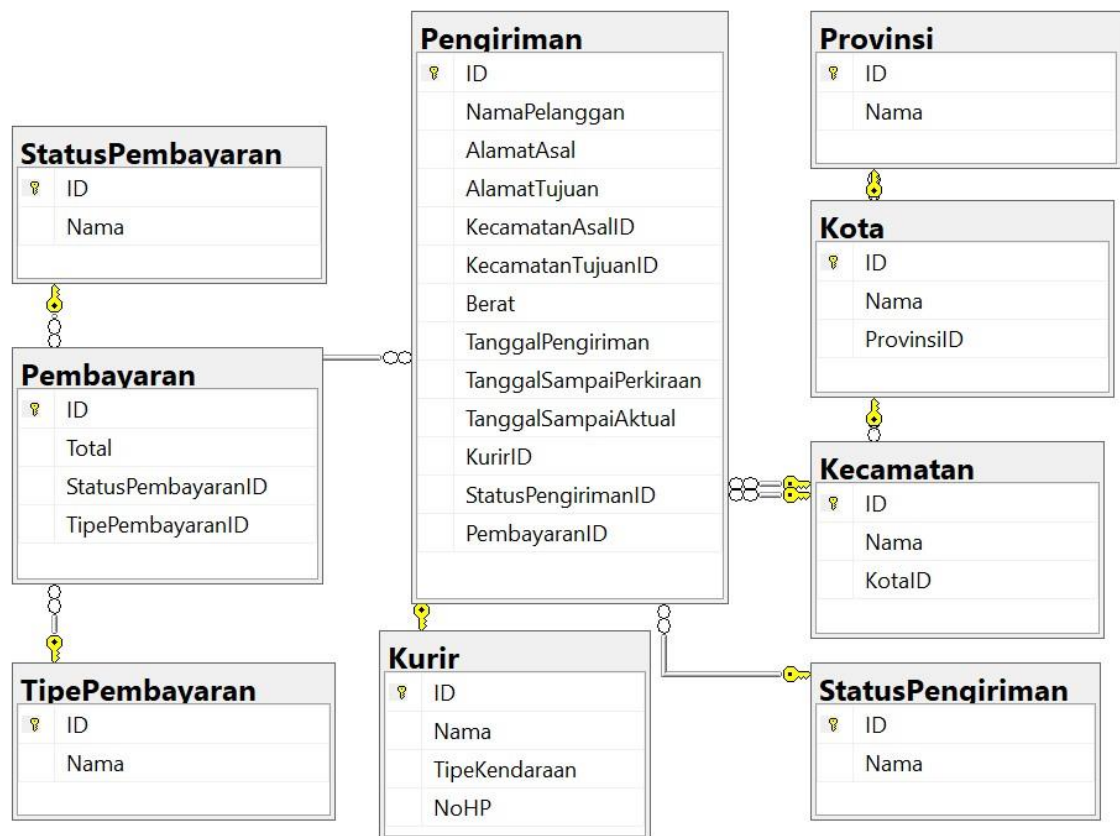 StatusPembayaran
ID
Nama
Pembayaran
ID
Total
StatusPembayaranID
TipePembayaranID
TipePembayaran
ID
Nama
Pengiriman
ID
NamaPelanggan
AlamatAsal
AlamatTujuan
KecamatanAsalID
KecamatanTujuanID
Berat
TanggalPengiriman
TanggalSampaiPerkiraan
TanggalSampaiAktual
KurirID
StatusPengirimanID
PembayaranID
Kurir
ID
Nama
TipeKendaraan
NoHP
Provinsi
ID
Nama
Kota
ID
Nama
ProvinsiID
Kecamatan
ID
Nama
KotaID
StatusPengiriman
ID
Nama